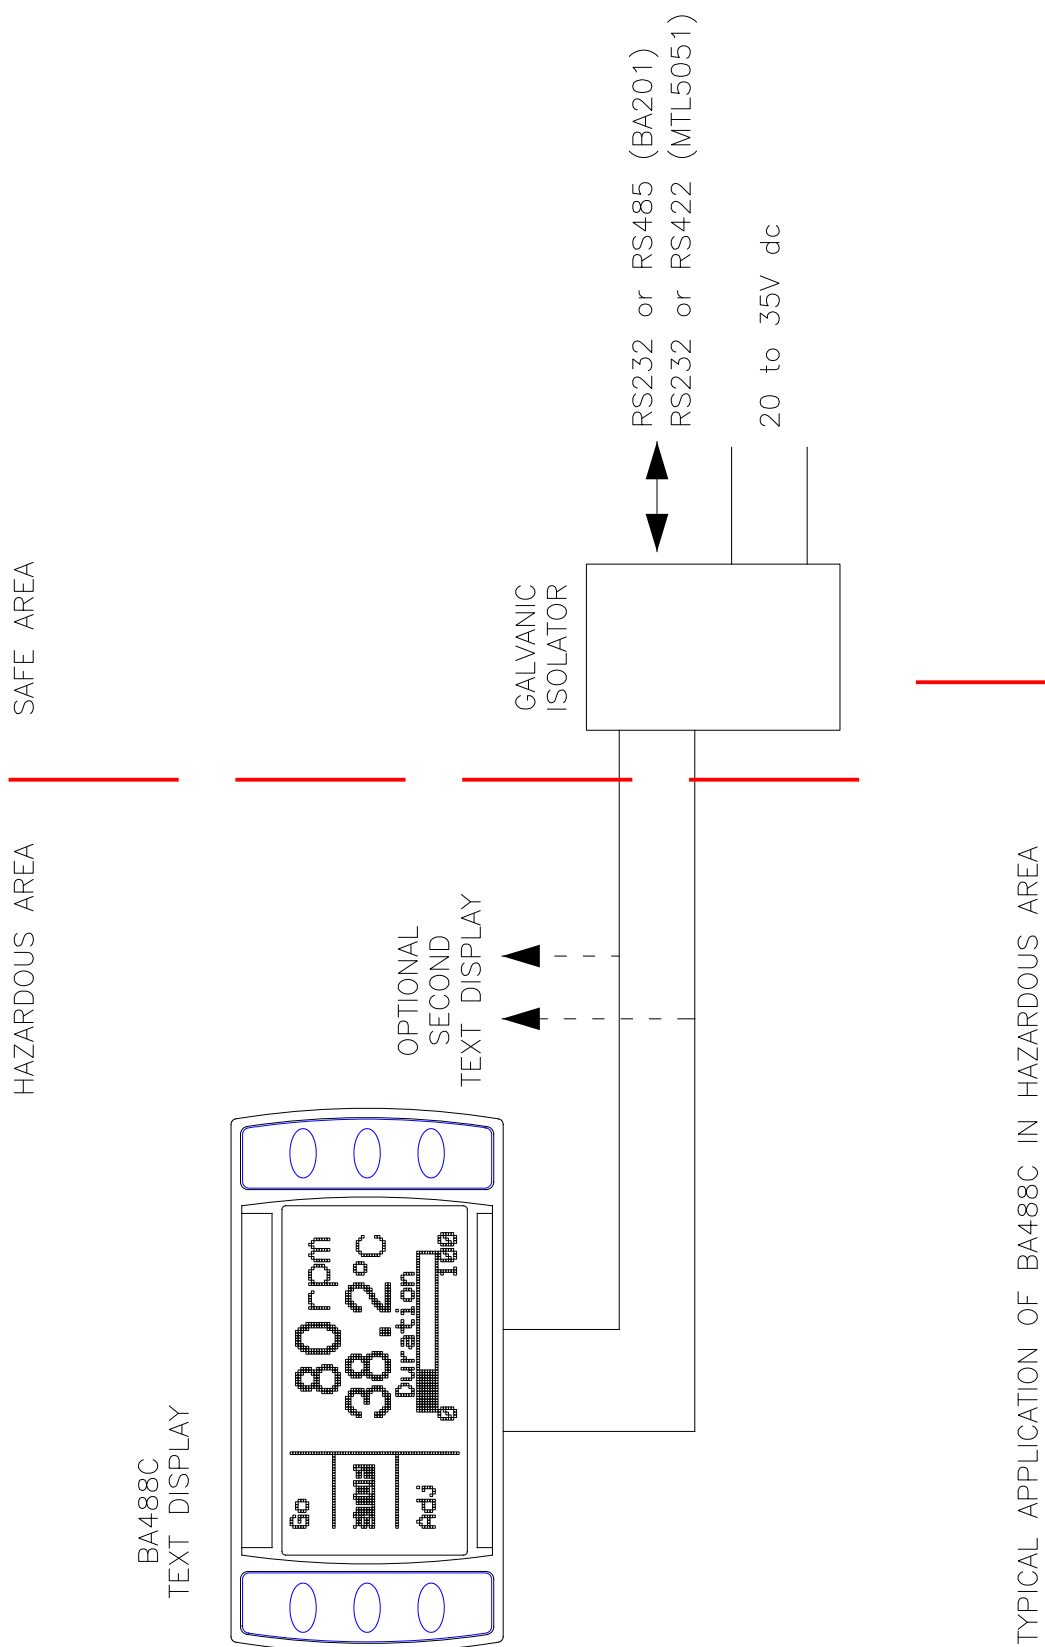 HAZARDOUS AREA
SAFE AREA
BA488C
TEXT DISPLAY
Go
Adj
80 rpm
38.2°C
Duration
0
100
OPTIONAL
SECOND
TEXT DISPLAY
GALVANIC
ISOLATOR
RS232 or RS485 (BA201)
RS232 or RS422 (MTL5051)
20 to 35V dc
TYPICAL APPLICATION OF BA488C IN HAZARDOUS AREA